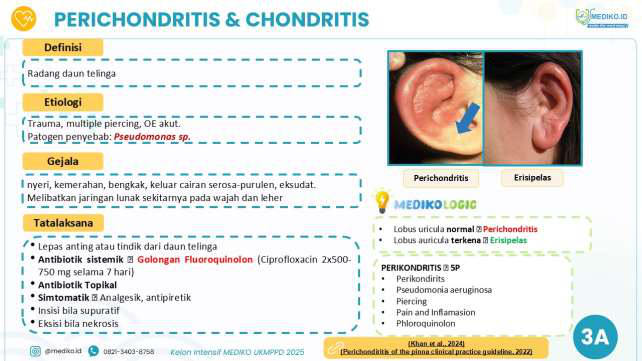 PERICHONDRITIS & CHONDRITIS
MEDIKO.ID
Definisi
Radang daun telinga
Etiologi
Trauma, multiple piercing, OE akut.
Patogen penyebab: Pseudomonas sp.
Gejala
nyeri, kemerahan, bengkak, keluar cairan serosa-purulen, eksudat.
Melibatkan jaringan lunak sekitarnya pada wajah dan leher
Tatalaksana
• Lepas anting atau tindik dari daun telinga
• Antibiotik sistemik ⍰ Golongan Fluoroquinolon (Ciprofloxacin 2x500-
750 mg selama 7 hari)
• Antibiotik Topikal
• Simtomatik ⍰ Analgesik, antipiretik
• Insisi bila supuratif
• Eksisi bila nekrosis
Perichondritis
Erisipelas
MEDIKOLOGIC
• Lobus uricula normal ⍰ Perichondritis
• Lobus auricula terkena ⍰ Erisipelas
PERIKONDRITIS ⍰ 5P
• Perikondirits
• Pseudomonia aeruginosa
• Piercing
• Pain and Inflamasion
• Phloroquinolon
3A
@mediko.id
0821-3403-8758
Kelan Intensif MEDIKO UKMPPD 2025
(Khan et al., 2024)
(Perichondiritis of the pinna clinical practice guideline, 2022)